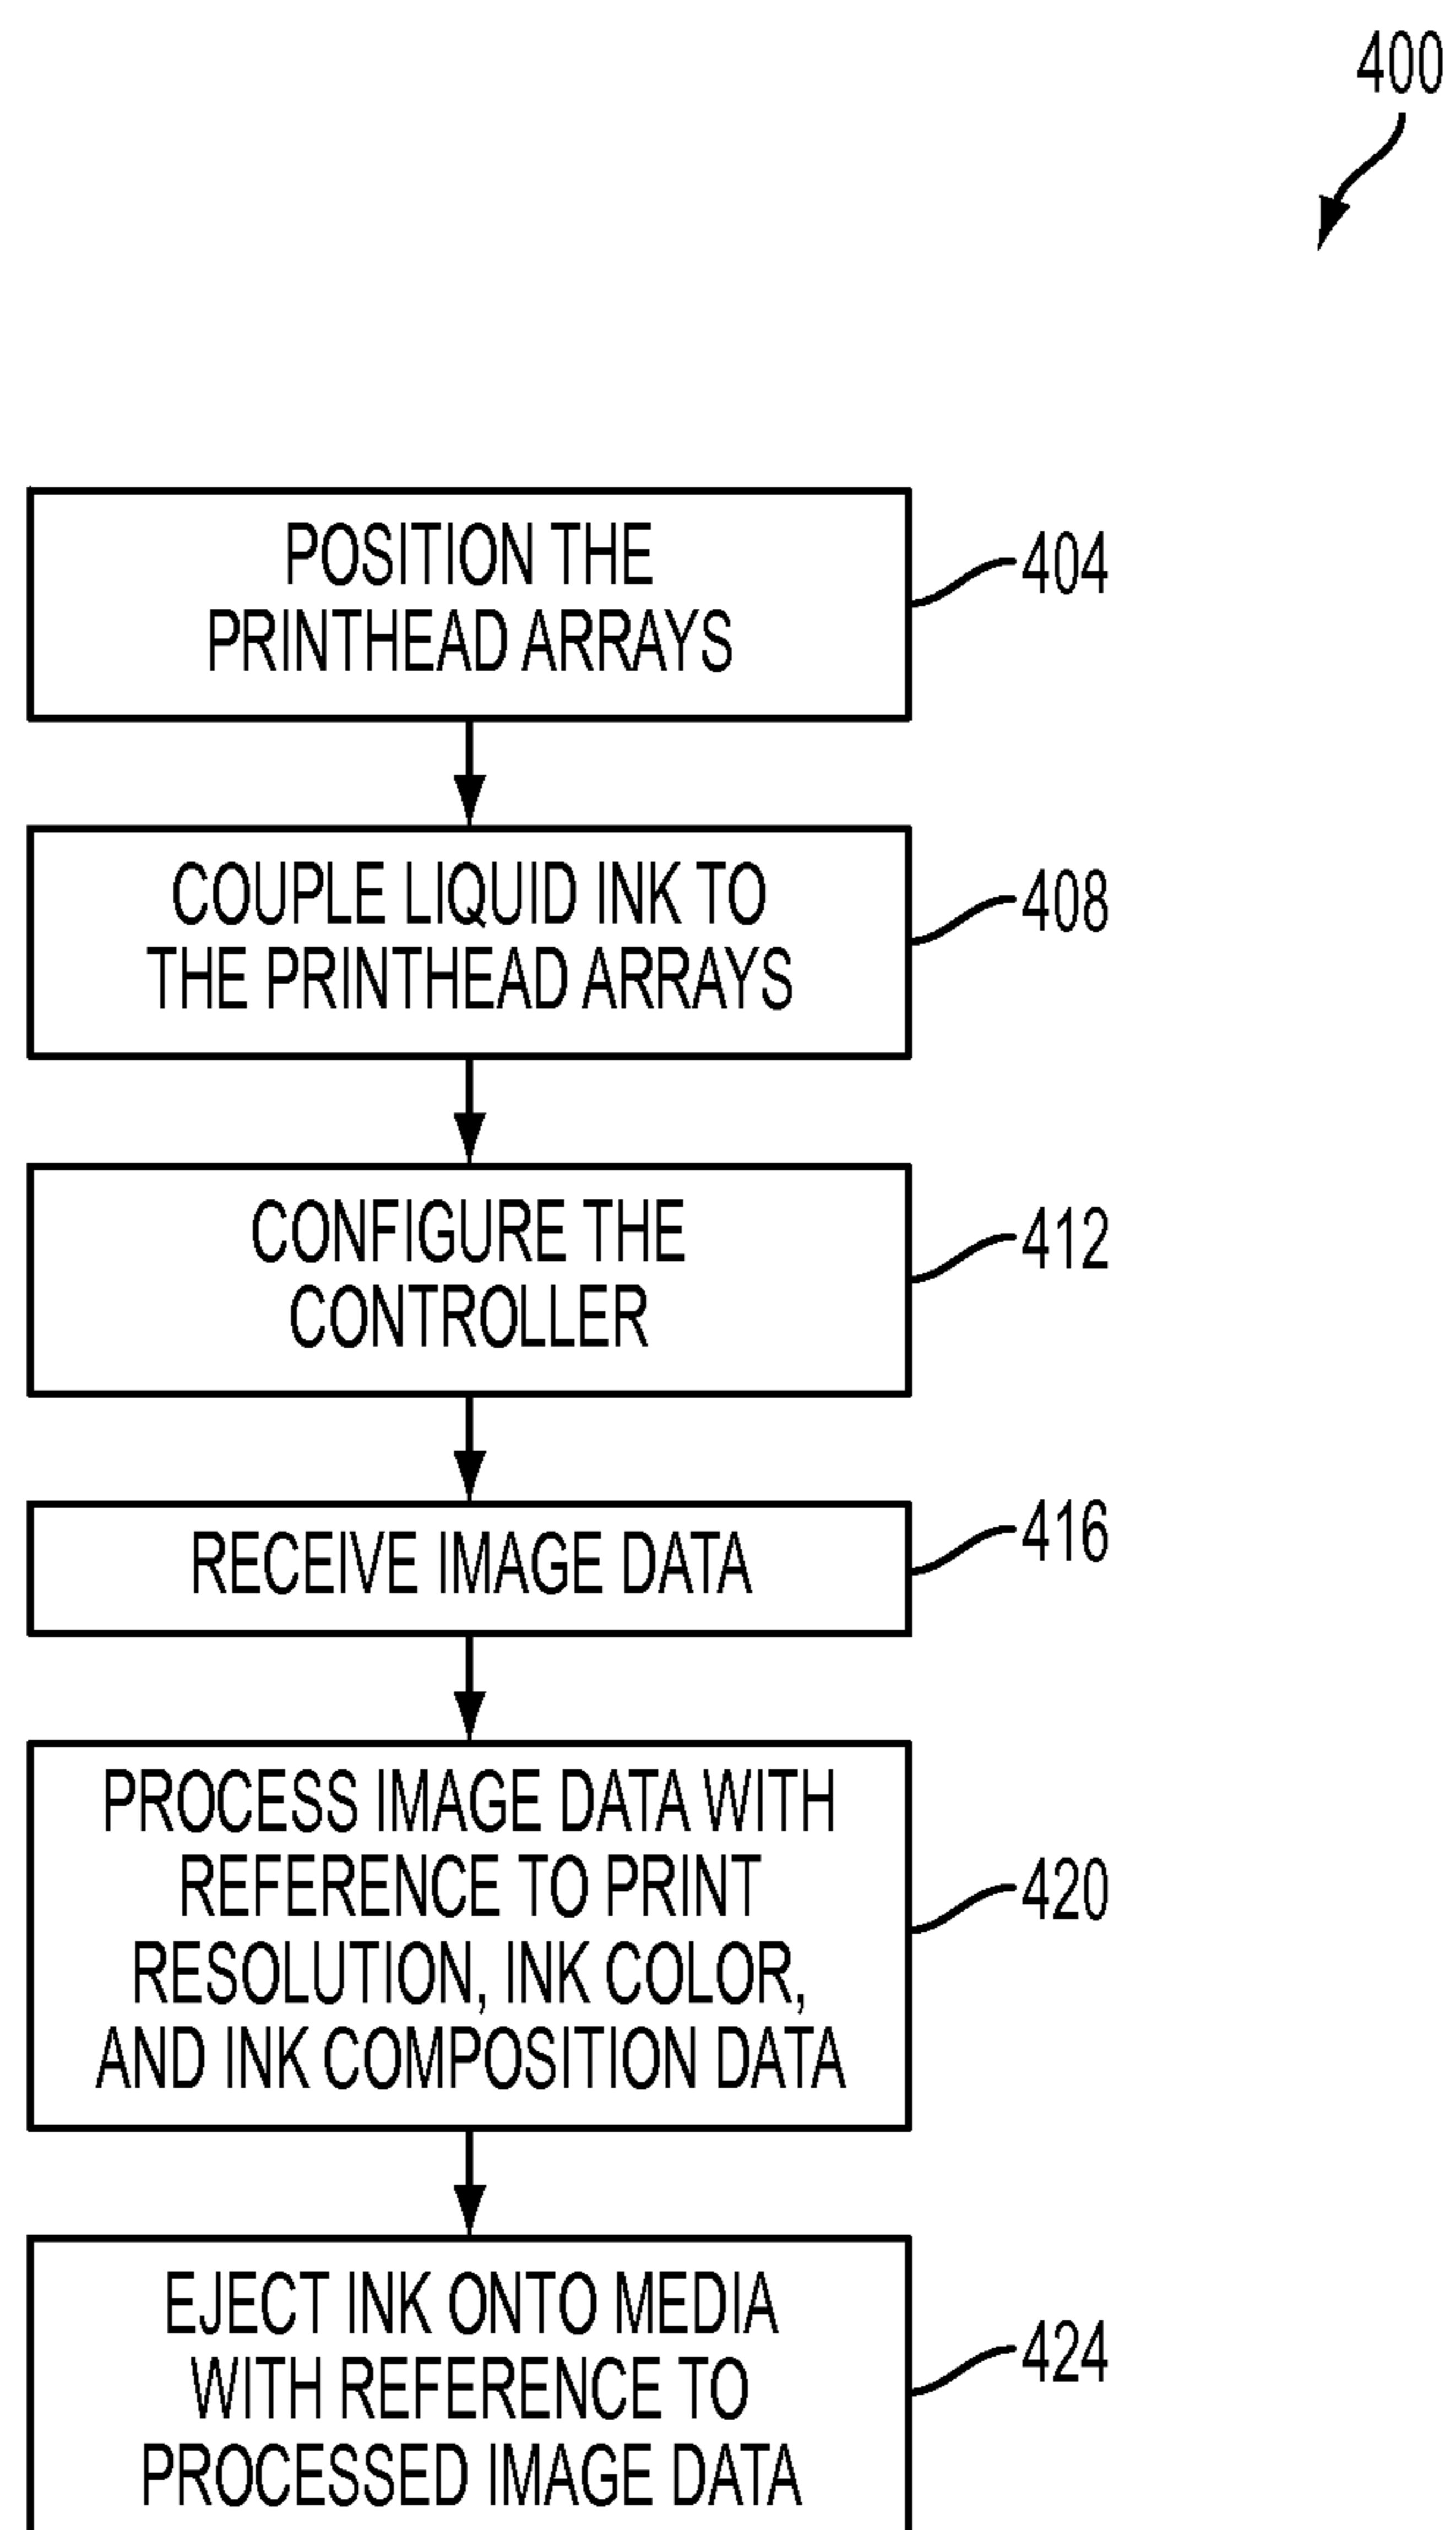 400
POSITION THE
PRINTHEAD ARRAYS
404
COUPLE LIQUID INK TO
THE PRINTHEAD ARRAYS
408
CONFIGURE THE
CONTROLLER
412
RECEIVE IMAGE DATA
416
PROCESS IMAGE DATA WITH
REFERENCE TO PRINT
RESOLUTION, INK COLOR,
AND INK COMPOSITION DATA
420
EJECT INK ONTO MEDIA
WITH REFERENCE TO
PROCESSED IMAGE DATA
424